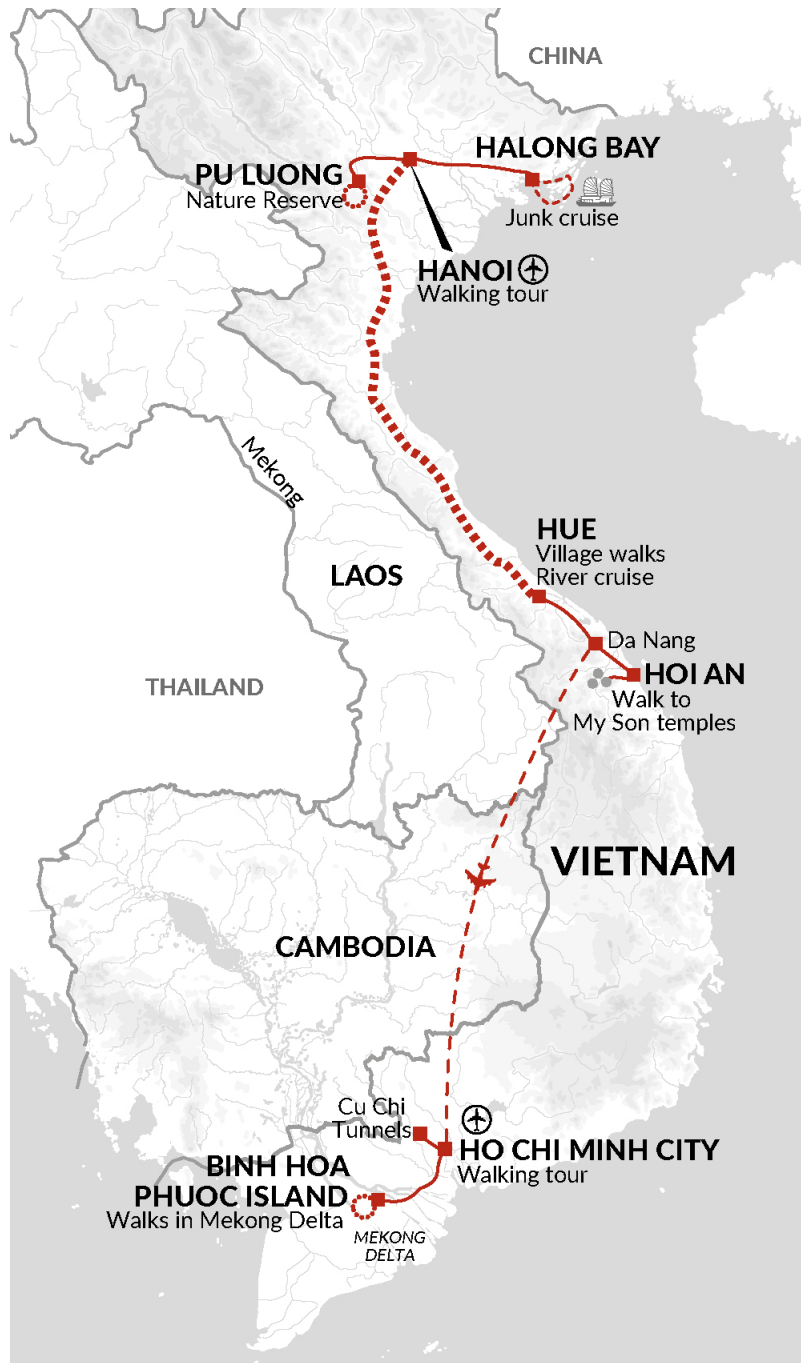 CHINA
HALONG BAY
PU LUONG
Nature Reserve
Junk cruise
HANOI
Walking tour
Mekong
HUE
Village walks
River cruise
LAOS
Da Nang
THAILAND
HOI AN
Walk to
My Son temples
VIETNAM
CAMBODIA
Cu Chi
Tunnels
HO CHI MINH CITY
Walking tour
BINH HOA
PHUOC ISLAND
Walks in Mekong Delta
MEKONG
DELTA